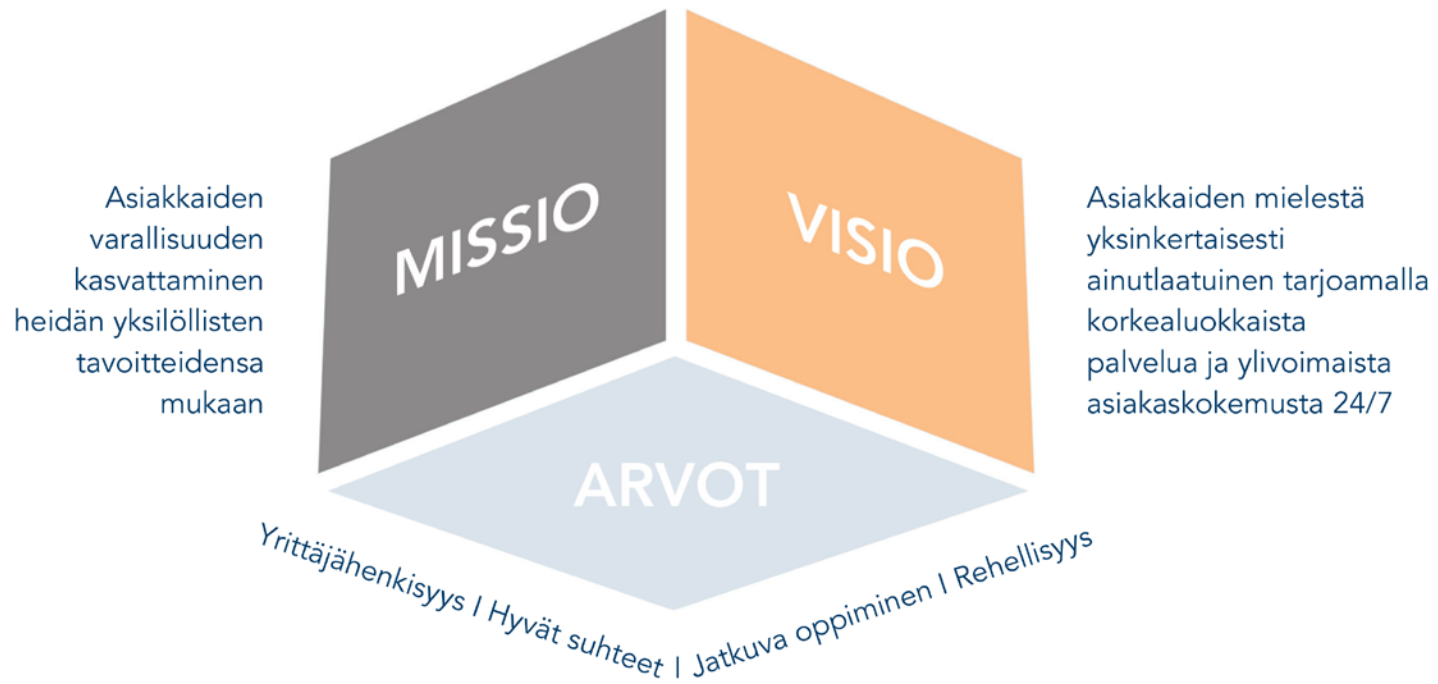 Asiakkaiden
varallisuuden
kasvattaminen
heidän yksilöllisten
tavoitteidensa
mukaan
MISSIO
VISIO
Asiakkaiden mielestä
yksinkertaisesti
ainutlaatuinen tarjoamalla
korkealuokkaista
palvelua ja ylivoimaista
asiakaskokemusta 24/7
ARVOT
Yrittäjähenkisyys I Hyvät suhteet I Jatkuva oppiminen I Rehellisyys